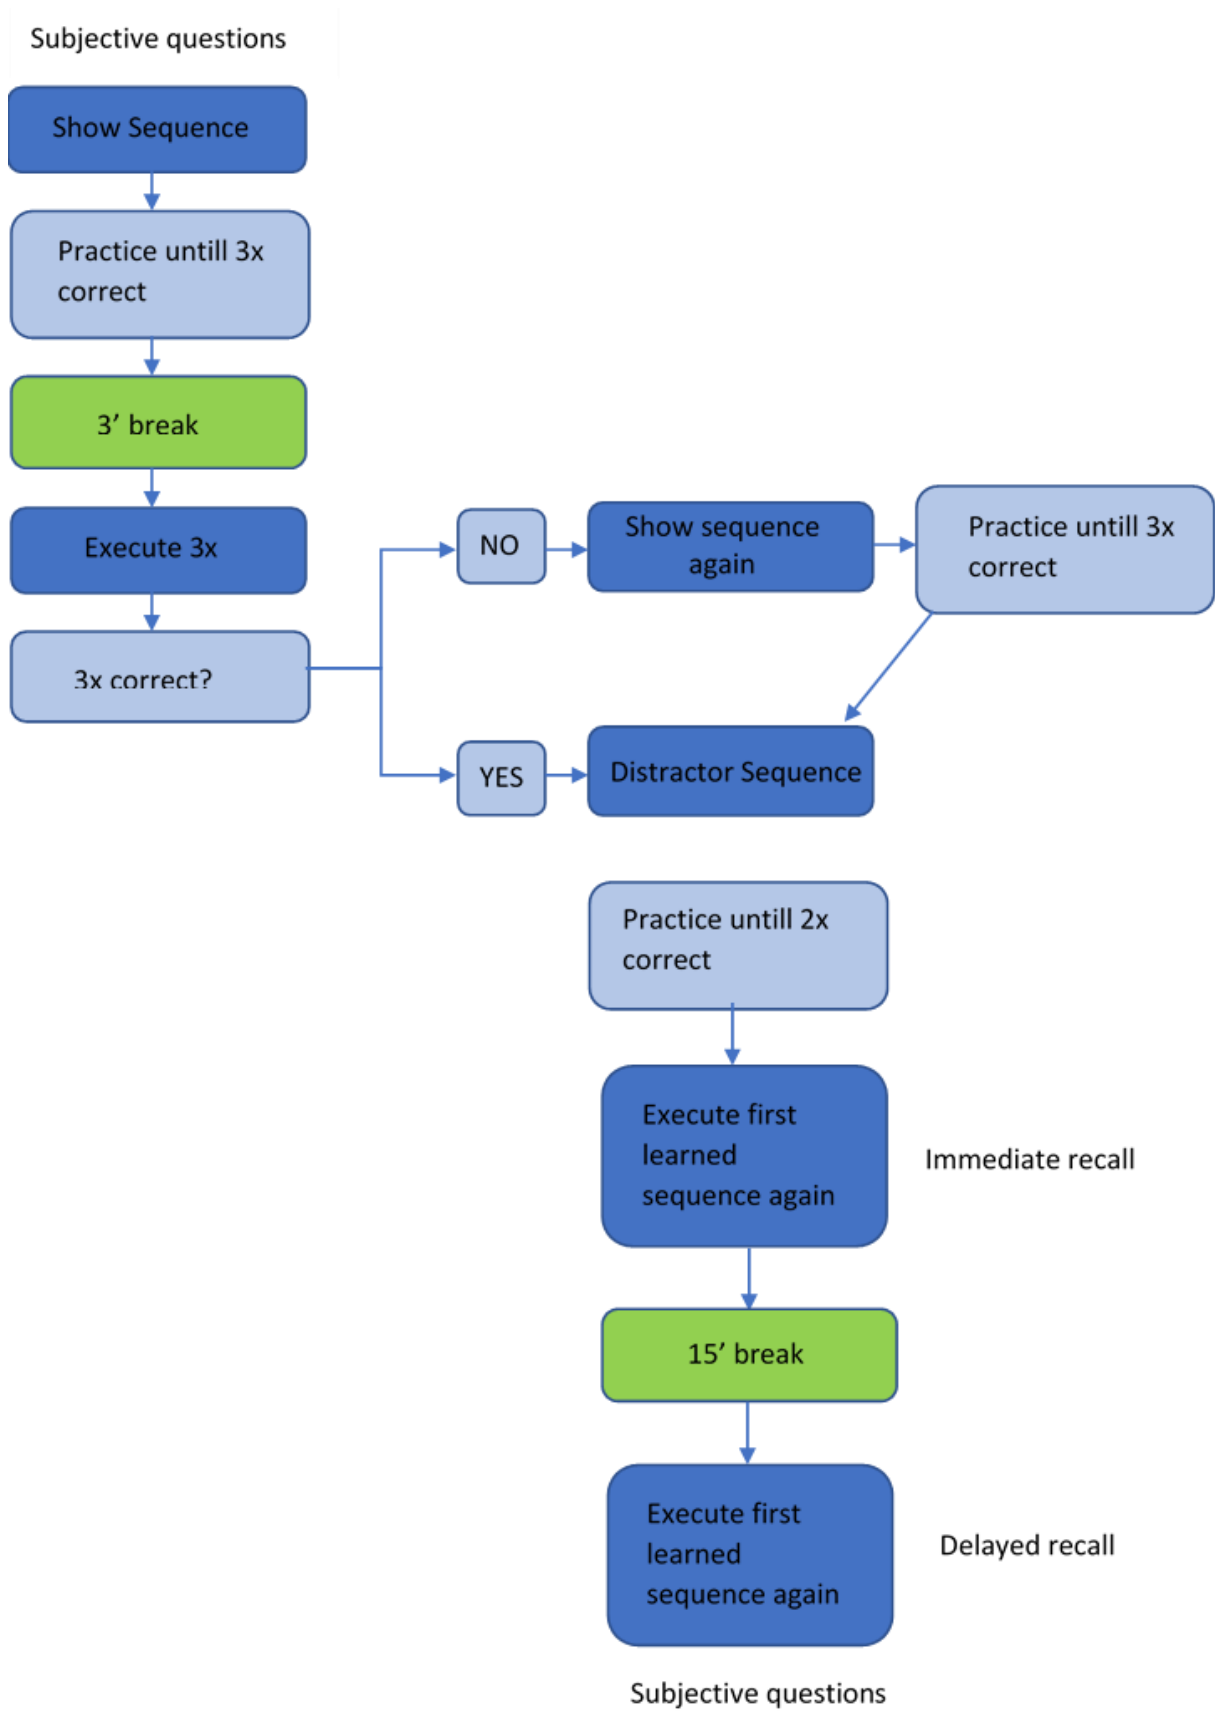 Subjective questions
Show Sequence
Practice untill 3x
correct
3’ break
Execute 3x
3x correct?
NO
Show sequence
again
Practice untill 3x
correct
YES
Distractor Sequence
Practice untill 2x
correct
Execute first
learned
sequence again
Immediate recall
15’ break
Execute first
learned
sequence again
Delayed recall
Subjective questions